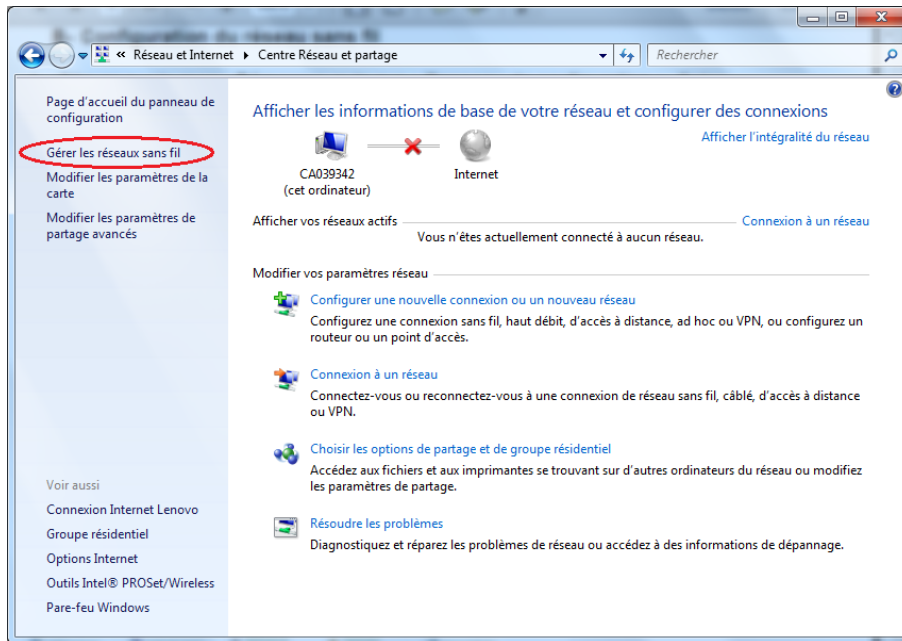 8- Configuration du réseau sans fil
« Réseau et Internet ▸ Centre Réseau et partage
Rechercher
Page d'accueil du panneau de
configuration
Gérer les réseaux sans fil
Modifier les paramètres de la
carte
Modifier les paramètres de
partage avancés
Voir aussi
Connexion Internet Lenovo
Groupe résidentiel
Options Internet
Outils Intel® PROSet/Wireless
Pare-feu Windows
Afficher les informations de base de votre réseau et configurer des connexions
Afficher l'intégralité du réseau
CA039342
(cet ordinateur)
Internet
Afficher vos réseaux actifs
Connexion à un réseau
Vous n'êtes actuellement connecté à aucun réseau.
Modifier vos paramètres réseau
Configurer une nouvelle connexion ou un nouveau réseau
Configurez une connexion sans fil, haut débit, d'accès à distance, ad hoc ou VPN, ou configurez un
routeur ou un point d'accès.
Connexion à un réseau
Connectez-vous ou reconnectez-vous à une connexion de réseau sans fil, câblé, d'accès à distance
ou VPN.
Choisir les options de partage et de groupe résidentiel
Accédez aux fichiers et aux imprimantes se trouvant sur d'autres ordinateurs du réseau ou modifiez
les paramètres de partage.
Résoudre les problèmes
Diagnostiquez et réparez les problèmes de réseau ou accédez à des informations de dépannage.